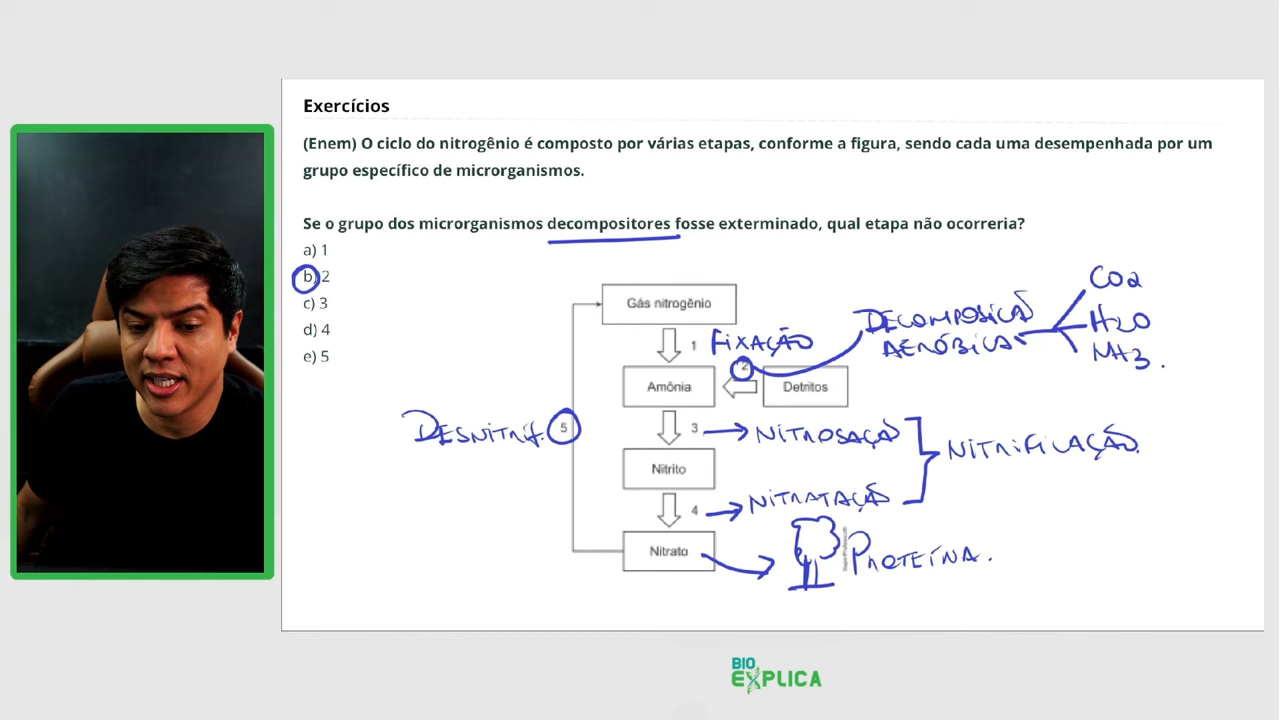 Exercícios
(Enem) O ciclo do nitrogênio é composto por várias etapas, conforme a figura, sendo cada uma desempenhada por um
grupo específico de microrganismos.
Se o grupo dos microrganismos decompositores fosse exterminado, qual etapa não ocorreria?
a) 1
b) 2
c) 3
d) 4
e) 5
Gás nitrogênio
1 FIXAÇÃO
DECOMPOSIÇÃO
AERÓBICA
CO2
H2O
NH3.
2
Amônia
Detritos
DESNITRIF. 5
3 NITROSAÇÃO
NITRIFICAÇÃO
Nitrito
4 NITRATAÇÃO
Nitrato
PROTEÍNA.
BIO
EXPLICA